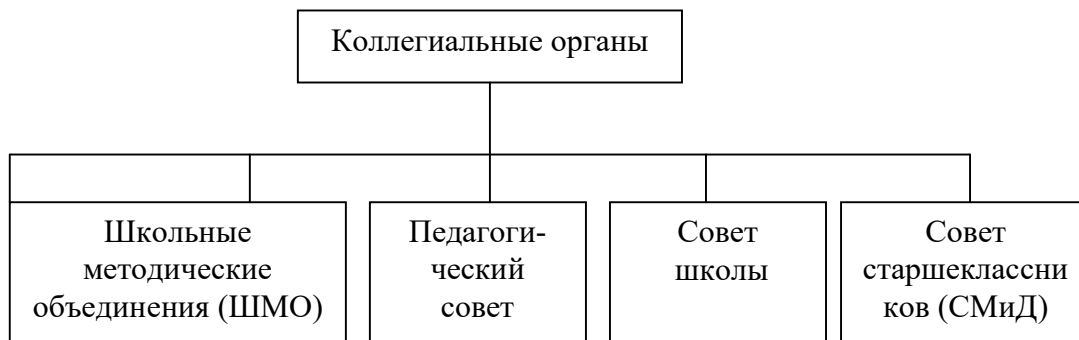 Коллегиальные органы
Школьные
методические
объединения (ШМО)
Педагоги-
ческий
совет
Совет
школы
Совет
старшеклассни
ков (СМиД)